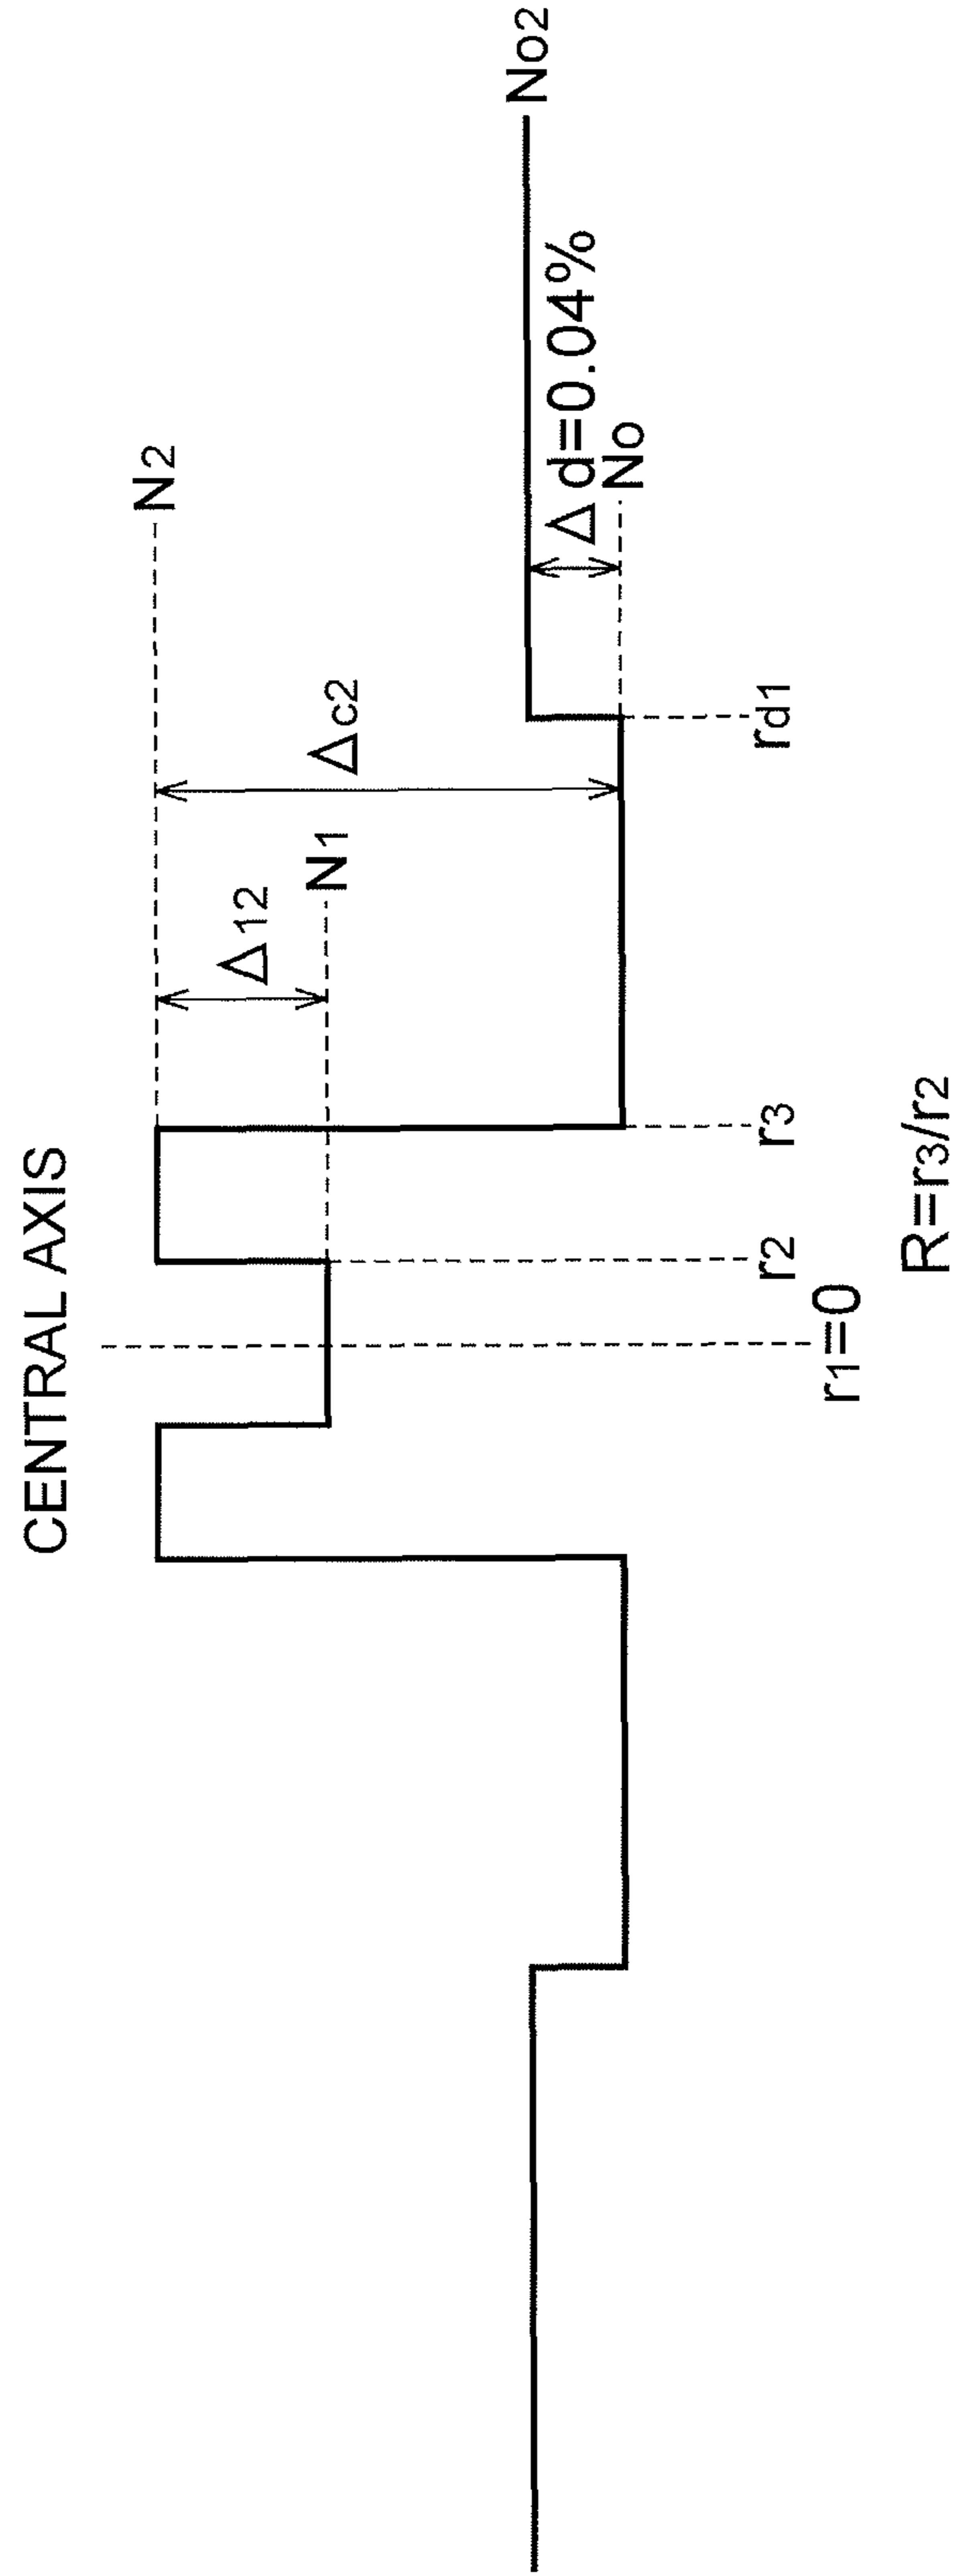 CENTRAL AXIS
N2
Δ12
Δc2
N1
No2
Δd=0.04%
No
r2
r3
rd1
r1=0
R=r3/r2